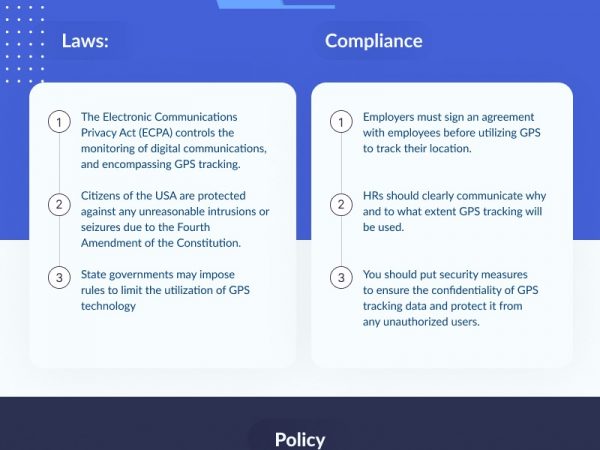 Laws:
1
The Electronic Communications
Privacy Act (ECPA) controls the
monitoring of digital communications,
and encompassing GPS tracking.
2
Citizens of the USA are protected
against any unreasonable intrusions or
seizures due to the Fourth
Amendment of the Constitution.
3
State governments may impose
rules to limit the utilization of GPS
technology
Compliance
1
Employers must sign an agreement
with employees before utilizing GPS
to track their location.
2
HRs should clearly communicate why
and to what extent GPS tracking will
be used.
3
You should put security measures
to ensure the confidentiality of GPS
tracking data and protect it from
any unauthorized users.
Policy